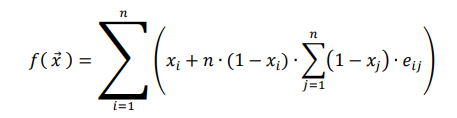 f(x⃗) = ∑_{i=1}^{n} (x_i + n · (1 − x_i) · ∑_{j=1}^{n} (1 − x_j) · e_{ij})